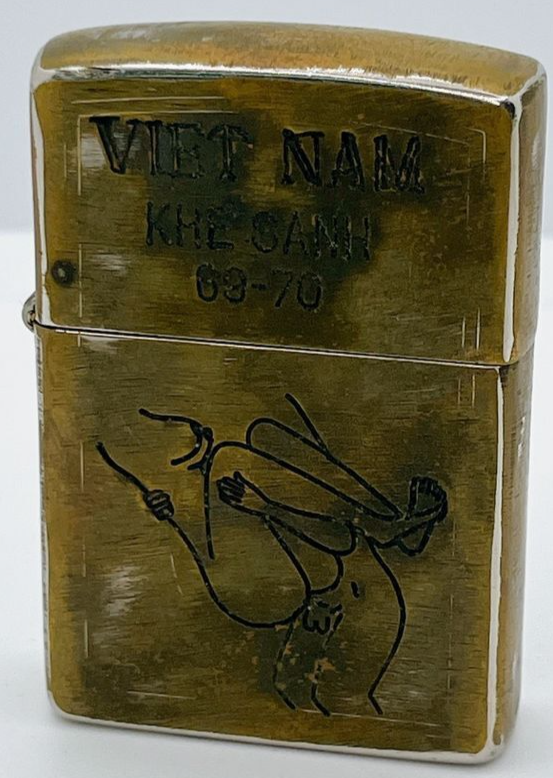 VIET NAM
KHE SANH
69-70